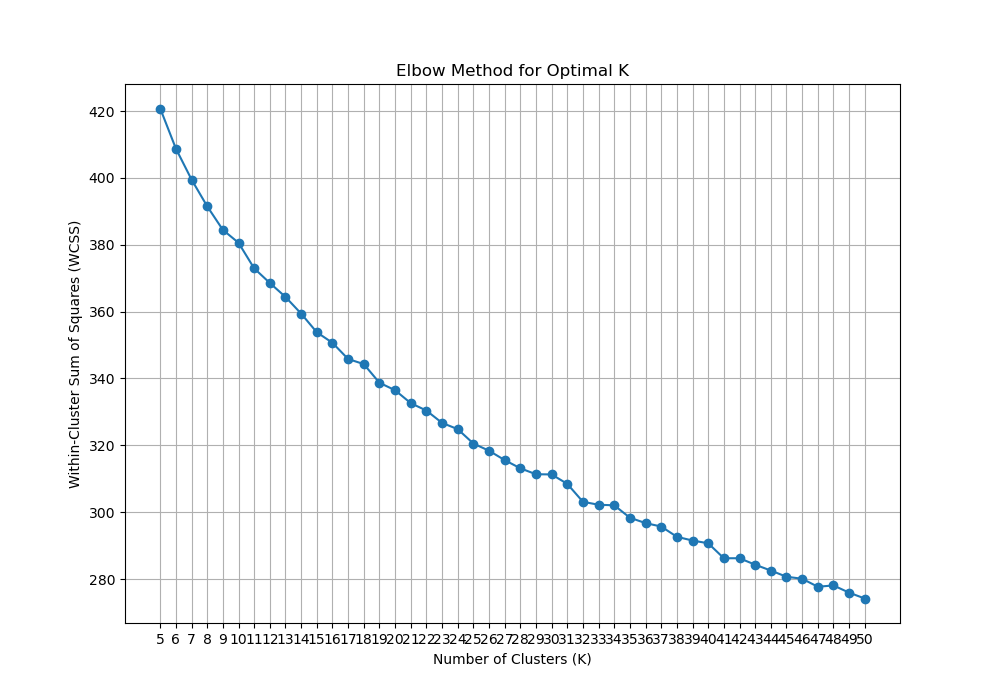 Elbow Method for Optimal K
420
400
380
360
340
320
300
280
Within-Cluster Sum of Squares (WCSS)
5 6 7 8 9 10 11 12 13 14 15 16 17 18 19 20 21 22 23 24 25 26 27 28 29 30 31 32 33 34 35 36 37 38 39 40 41 42 43 44 45 46 47 48 49 50
Number of Clusters (K)